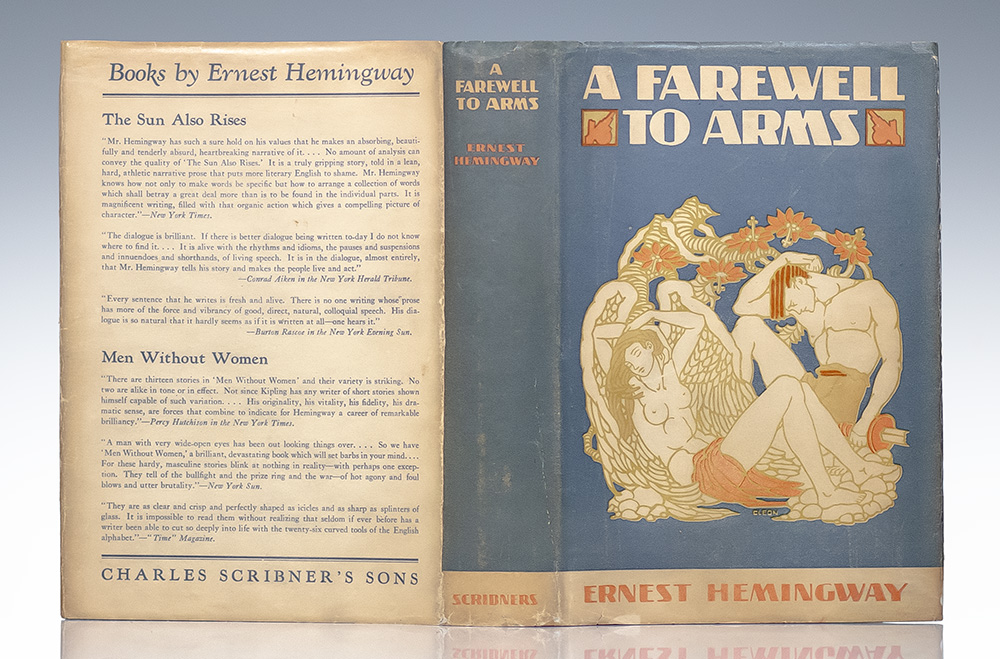 Books by Ernest Hemingway
The Sun Also Rises
"Mr. Hemingway has such a sure hold on his values that he makes an absorbing, beauti-
fully and tenderly absurd, heartbreaking narrative of it. . . . No amount of analysis can
convey the quality of 'The Sun Also Rises.' It is a truly gripping story, told in a lean,
hard, athletic narrative prose that puts more literary English to shame. Mr. Hemingway
knows how not only to make words be specific but how to arrange a collection of words
which shall betray a great deal more than is to be found in the individual parts. It is
magnificent writing, filled with that organic action which gives a compelling picture of
character."—New York Times.
"The dialogue is brilliant. If there is better dialogue being written to-day I do not know
where to find it. . . . It is alive with the rhythms and idioms, the pauses and suspensions
and innuendoes and shorthands, of living speech. It is in the dialogue, almost entirely,
that Mr. Hemingway tells his story and makes the people live and act."
—Conrad Aiken in the New York Herald Tribune.
"Every sentence that he writes is fresh and alive. There is no one writing whose prose
has more of the force and vibrancy of good, direct, natural, colloquial speech. His dia-
logue is so natural that it hardly seems as if it is written at all—one hears it."
—Burton Rascoe in the New York Evening Sun.
Men Without Women
"There are thirteen stories in 'Men Without Women' and their variety is striking. No
two are alike in tone or in effect. Not since Kipling has any writer of short stories shown
himself capable of such variation. . . . His originality, his vitality, his fidelity, his dra-
matic sense, are forces that combine to indicate for Hemingway a career of remarkable
brilliancy."—Percy Hutchison in the New York Times.
"A man with very wide-open eyes has been out looking things over. . . . So we have
'Men Without Women,' a brilliant, devastating book which will set barbs in your mind. . . .
For these hardy, masculine stories blink at nothing in reality—with perhaps one excep-
tion. They tell of the bullfight and the prize ring and the war—of hot agony and foul
blows and utter brutality."—New York Sun.
"They are as clear and crisp and perfectly shaped as icicles and as sharp as splinters of
glass. It is impossible to read them without realizing that seldom if ever before has a
writer been able to cut so deeply into life with the twenty-six curved tools of the English
alphabet."—"Time" Magazine.
CHARLES SCRIBNER'S SONS
A
FAREWELL
TO ARMS
ERNEST
HEMINGWAY
SCRIBNERS
A FAREWELL
TO ARMS
CLEON
ERNEST HEMINGWAY